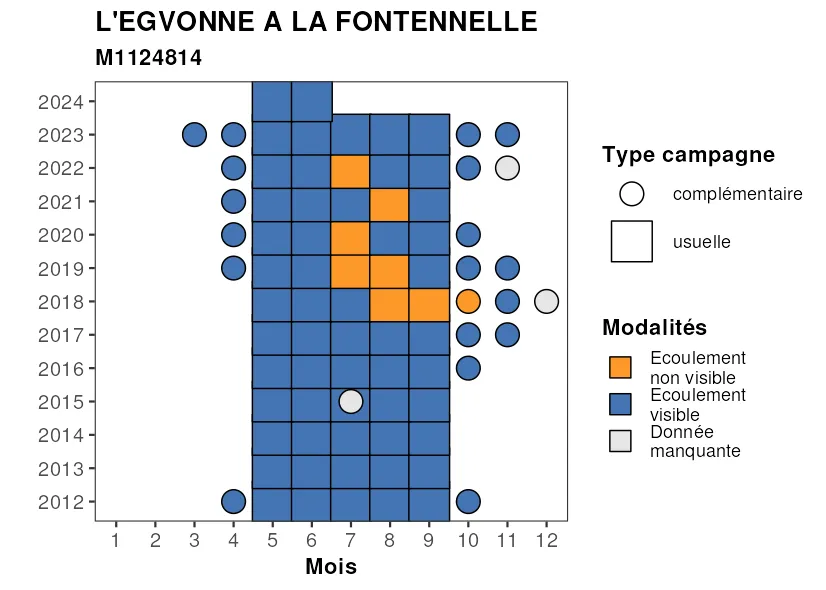 L'EGVONNE A LA FONTENNELLE
M1124814
2024
2023
2022
2021
2020
2019
2018
2017
2016
2015
2014
2013
2012
1 2 3 4 5 6 7 8 9 10 11 12
Mois
Type campagne
complémentaire
usuelle
Modalités
Ecoulement
non visible
Ecoulement
visible
Donnée
manquante